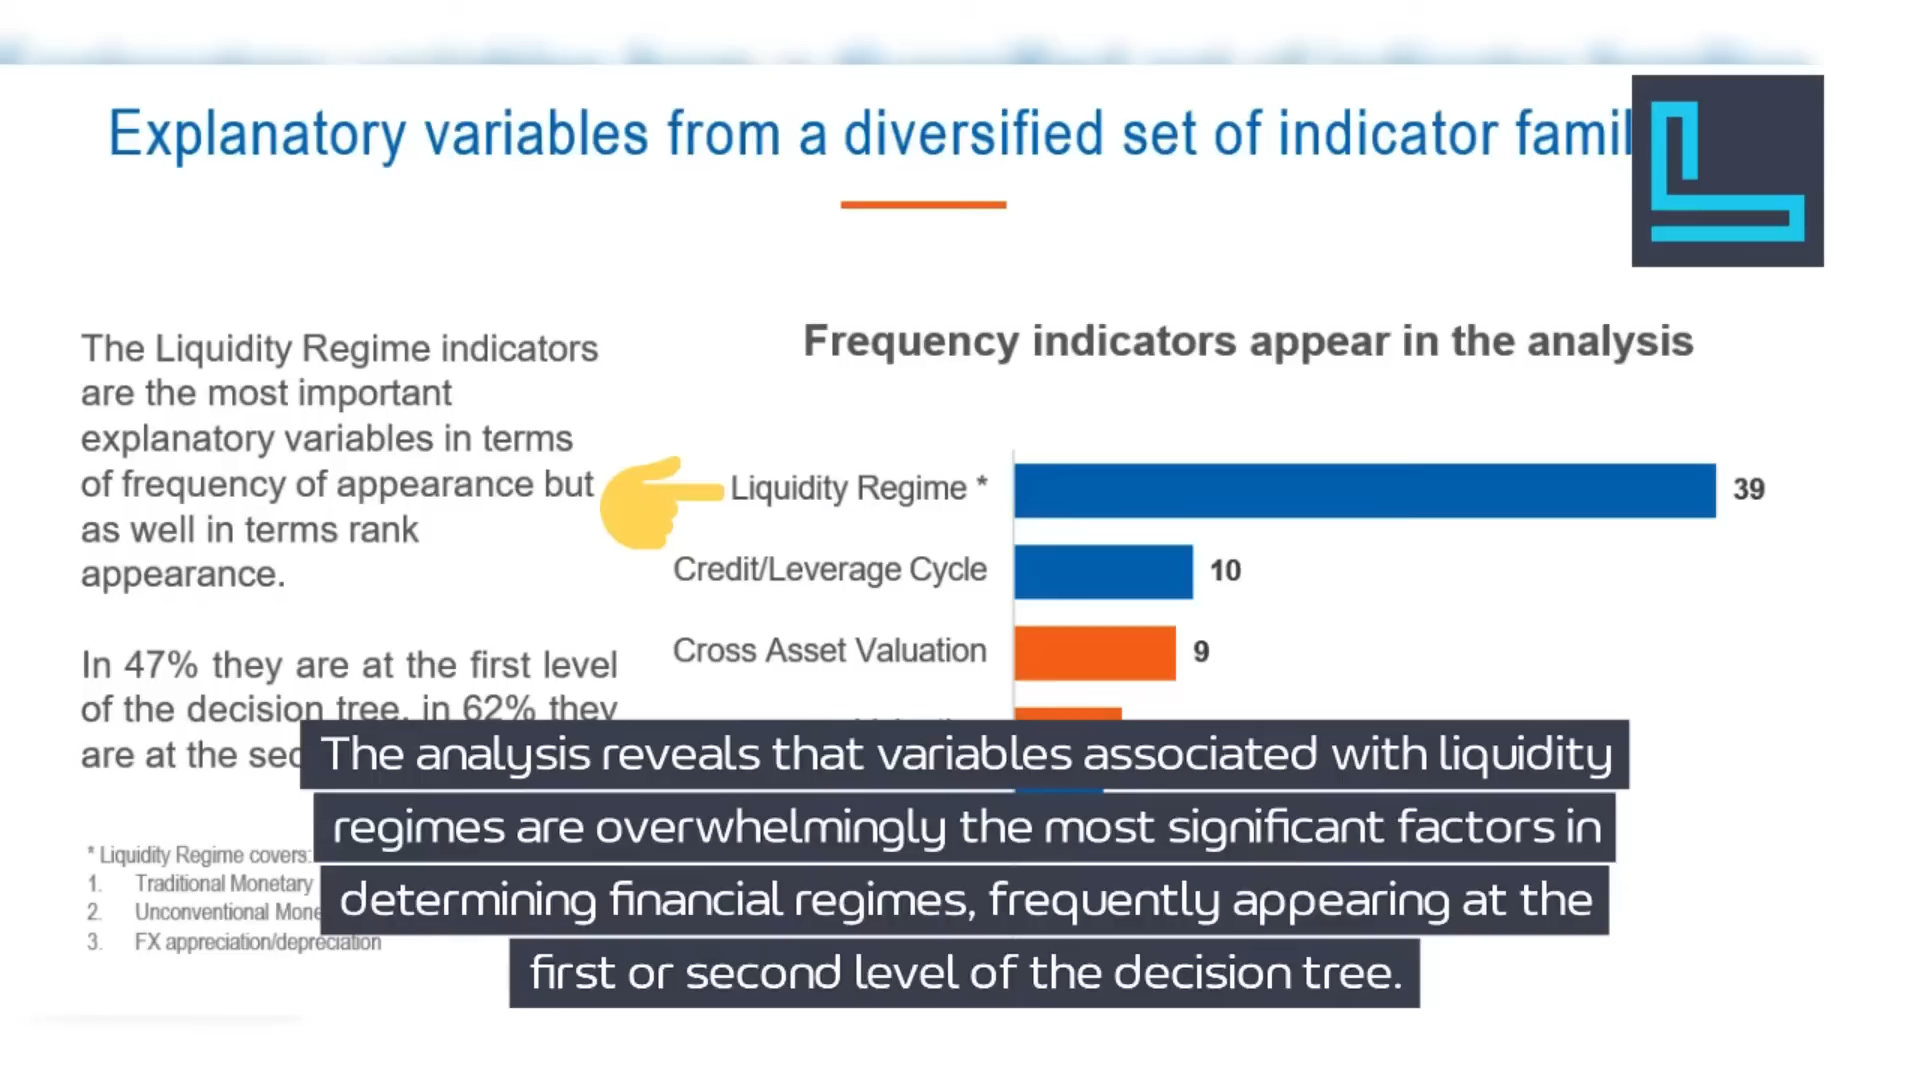 Explanatory variables from a diversified set of indicator famil
The Liquidity Regime indicators
are the most important
explanatory variables in terms
of frequency of appearance but
as well in terms rank
appearance.
In 47% they are at the first level
of the decision tree, in 62% they
are at the sec
* Liquidity Regime covers:
1. Traditional Monetary
2. Unconventional Mone
3. FX appreciation/depreciation
Frequency indicators appear in the analysis
Liquidity Regime * 39
Credit/Leverage Cycle 10
Cross Asset Valuation 9
The analysis reveals that variables associated with liquidity
regimes are overwhelmingly the most significant factors in
determining financial regimes, frequently appearing at the
first or second level of the decision tree.